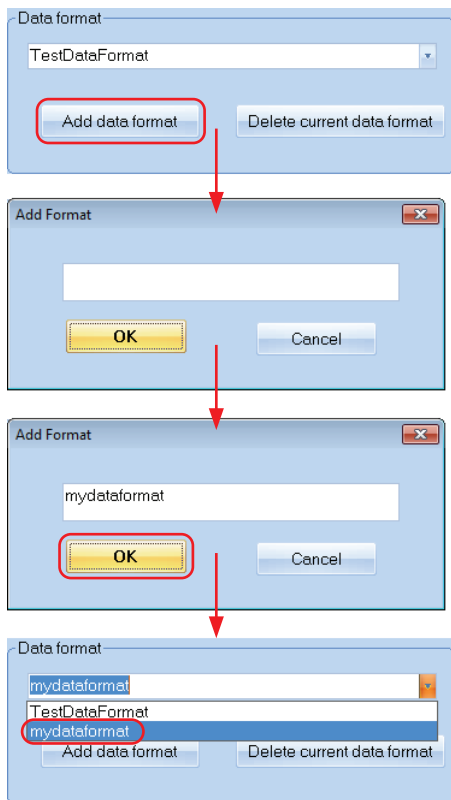 Data format
TestDataFormat
Add data format Delete current data format
Add Format
OK Cancel
Add Format
mydataformat
OK Cancel
Data format
mydataformat
TestDataFormat
mydataformat
Add data format Delete current data format